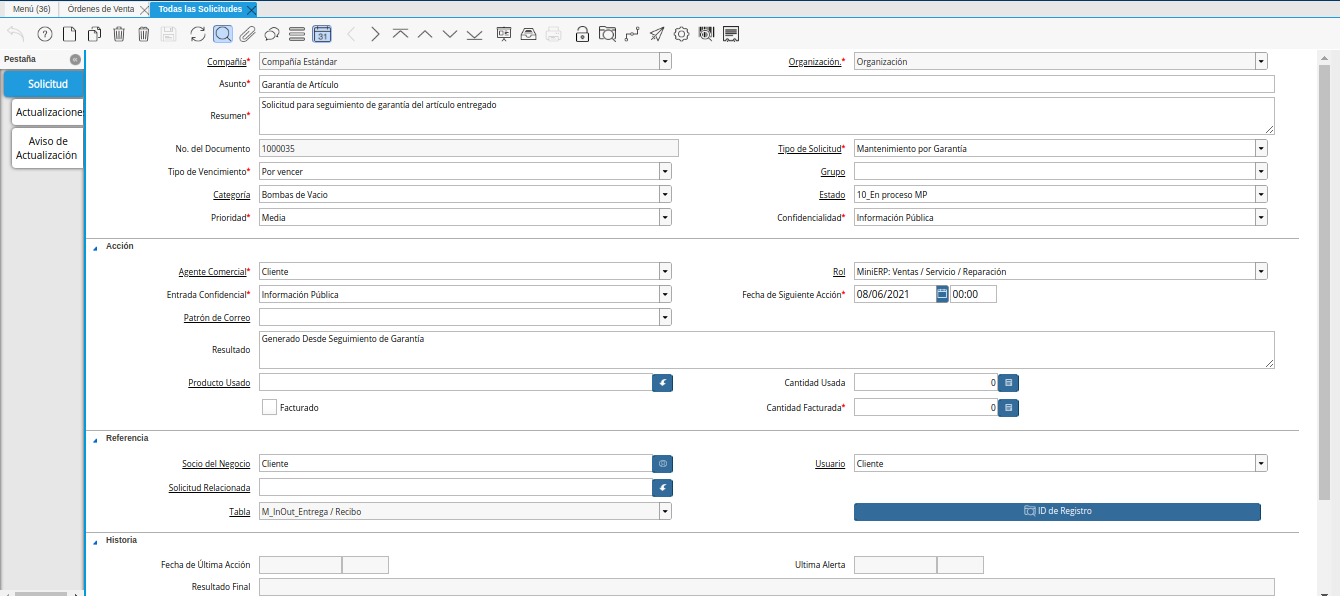 Menú (36) Órdenes de Venta Todas las Solicitudes
31
Pestaña
Solicitud
Actualizacione
Aviso de
Actualización
Compañía* Compañía Estándar Organización.* Organización
Asunto* Garantía de Artículo
Resumen* Solicitud para seguimiento de garantía del artículo entregado
No. del Documento 1000035 Tipo de Solicitud* Mantenimiento por Garantía
Tipo de Vencimiento* Por vencer Grupo
Categoría Bombas de Vacio Estado 10_En proceso MP
Prioridad* Media Confidencialidad* Información Pública
Acción
Agente Comercial* Cliente Rol MiniERP: Ventas / Servicio / Reparación
Entrada Confidencial* Información Pública Fecha de Siguiente Acción* 08/06/2021 00:00
Patrón de Correo
Resultado Generado Desde Seguimiento de Garantía
Producto Usado Cantidad Usada 0
Facturado Cantidad Facturada* 0
Referencia
Socio del Negocio Cliente Usuario Cliente
Solicitud Relacionada
Tabla M_InOut_Entrega / Recibo ID de Registro
Historia
Fecha de Última Acción Ultima Alerta
Resultado Final